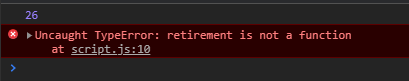 26
Uncaught TypeError: retirement is not a function
at script.js:10